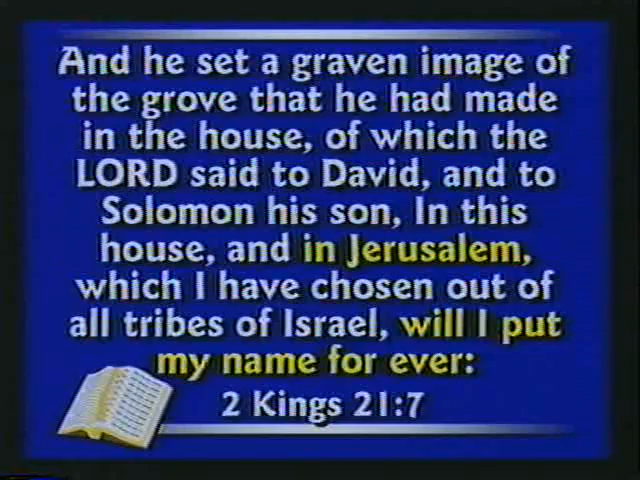 And he set a graven image of
the grove that he had made
in the house, of which the
LORD said to David, and to
Solomon his son, In this
house, and in Jerusalem,
which I have chosen out of
all tribes of Israel, will I put
my name for ever:
2 Kings 21:7